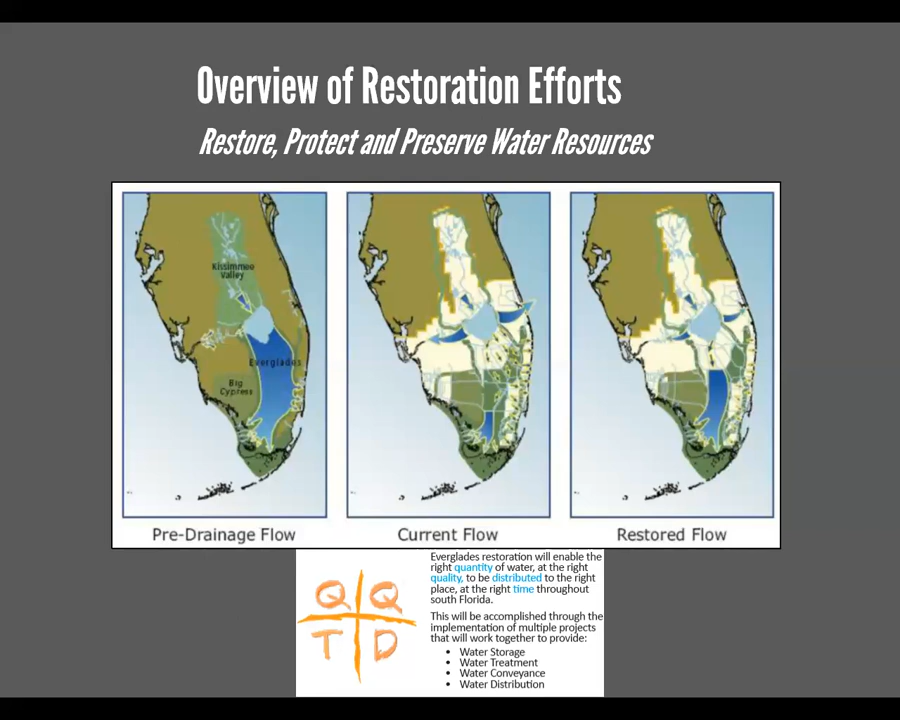 Overview of Restoration Efforts
Restore, Protect and Preserve Water Resources
Kissimmee
Valley
Everglades
Big
Cypress
Pre-Drainage Flow
Current Flow
Restored Flow
Q Q
T D
Everglades restoration will enable the
right quantity of water, at the right
quality, to be distributed to the right
place, at the right time throughout
south Florida.
This will be accomplished through the
implementation of multiple projects
that will work together to provide:
• Water Storage
• Water Treatment
• Water Conveyance
• Water Distribution